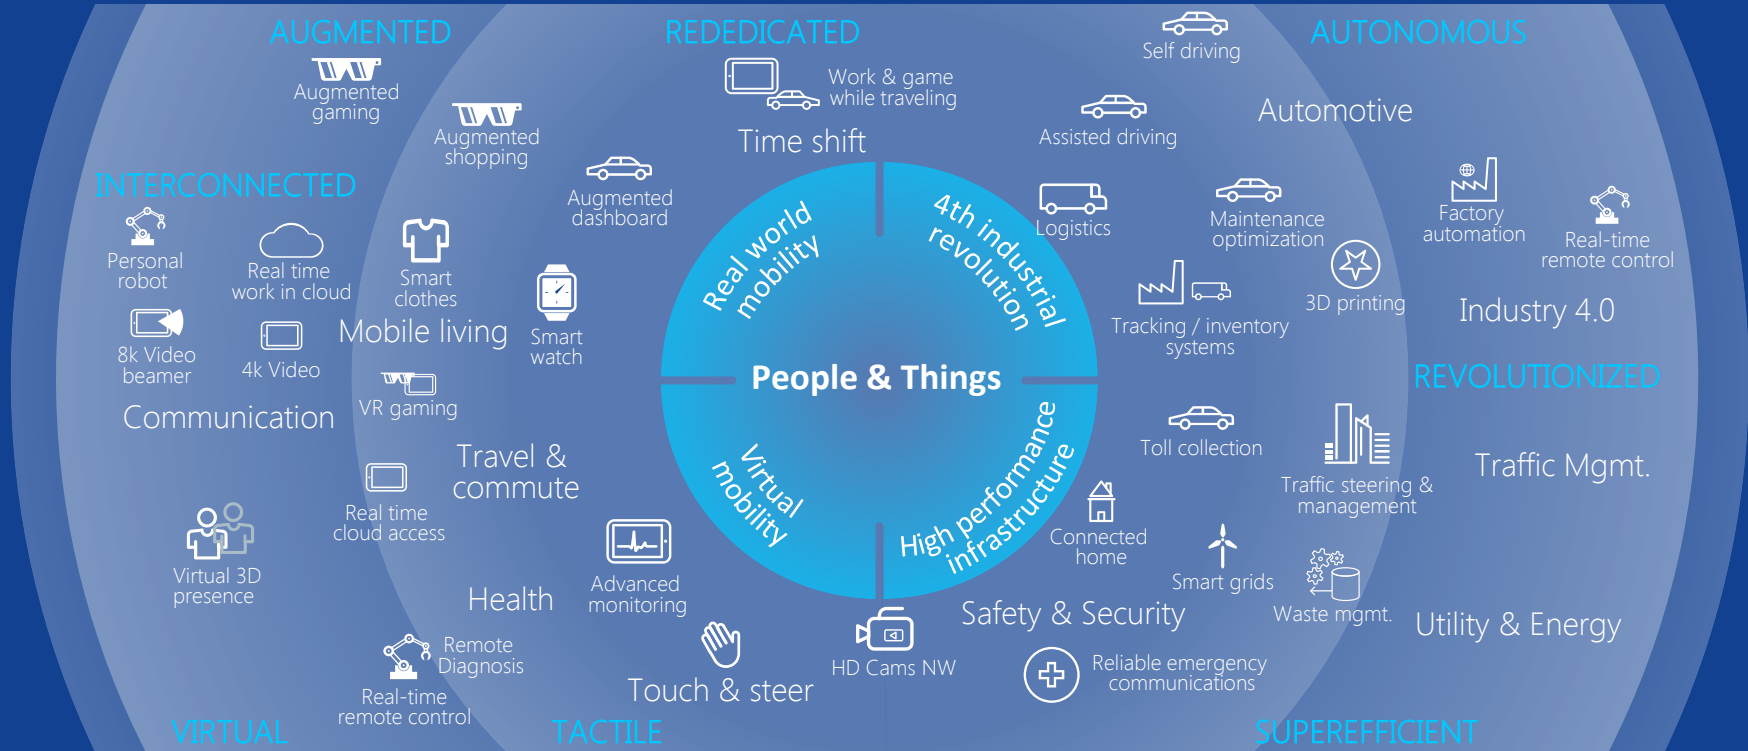 AUGMENTED
REDEDICATED
AUTONOMOUS
Self driving
Augmented
gaming
Work & game
while traveling
Automotive
Augmented
shopping
Time shift
Assisted driving
INTERCONNECTED
Augmented
dashboard
Real world
mobility
4th industrial
revolution
Logistics
Maintenance
optimization
Factory
automation
Real-time
remote control
Personal
robot
Real time
work in cloud
Smart
clothes
3D printing
Industry 4.0
Mobile living
Smart
watch
Tracking / inventory
systems
8k Video
beamer
4k Video
People & Things
REVOLUTIONIZED
Communication
VR gaming
Toll collection
Travel &
commute
Virtual
mobility
High performance
infrastructure
Traffic Mgmt.
Traffic steering &
management
Real time
cloud access
Connected
home
Virtual 3D
presence
Health
Advanced
monitoring
Smart grids
Safety & Security
Waste mgmt.
Utility & Energy
Remote
Diagnosis
HD Cams NW
Reliable emergency
communications
Real-time
remote control
Touch & steer
VIRTUAL
TACTILE
SUPEREFFICIENT